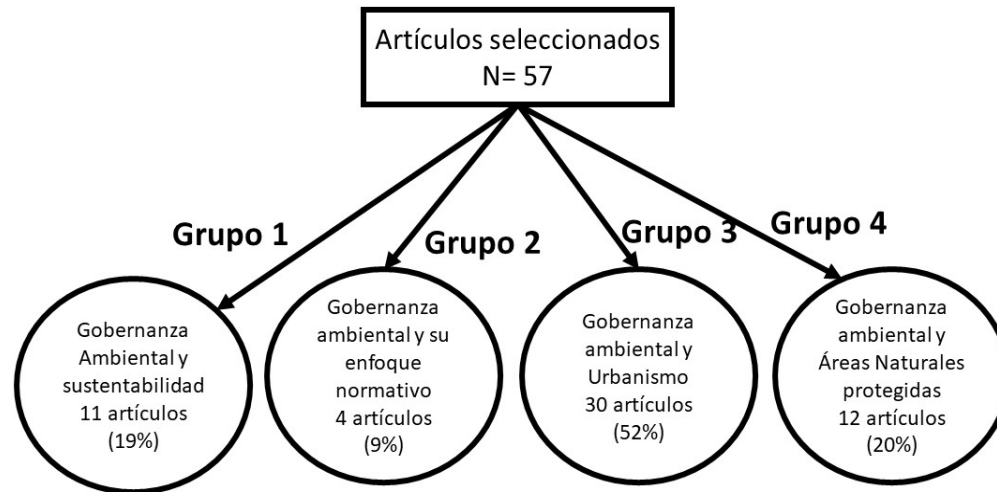 Artículos seleccionados
N= 57
Grupo 1
Grupo 2
Grupo 3
Grupo 4
Gobernanza
Ambiental y
sustentabilidad
11 artículos
(19%)
Gobernanza
ambiental y su
enfoque
normativo
4 artículos
(9%)
Gobernanza
ambiental y
Urbanismo
30 artículos
(52%)
Gobernanza
ambiental y
Áreas Naturales
protegidas
12 artículos
(20%)